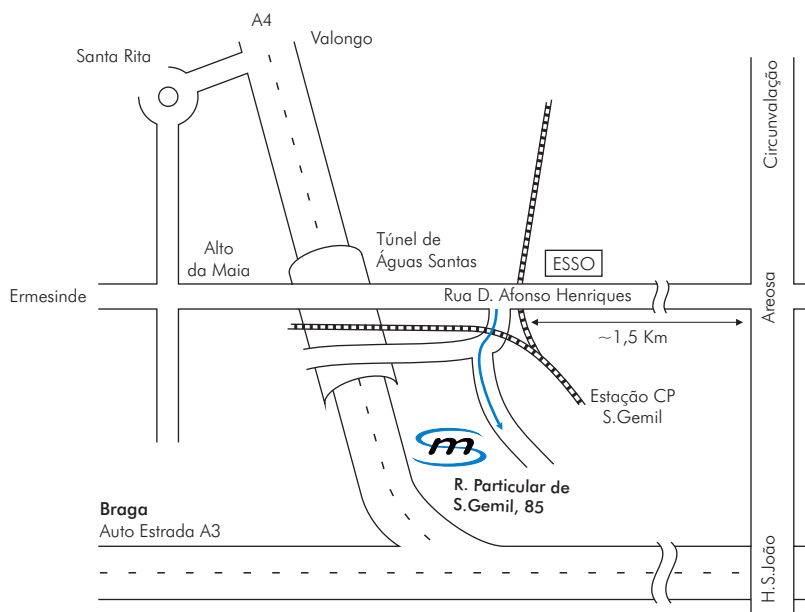 A4
Valongo
Santa Rita
Circunvalação
Túnel de
Águas Santas
Alto
da Maia
ESSO
Ermesinde
Rua D. Afonso Henriques
Areosa
~1,5 Km
Estação CP
S.Gemil
m
R. Particular de
S.Gemil, 85
Braga
Auto Estrada A3
H.S.João